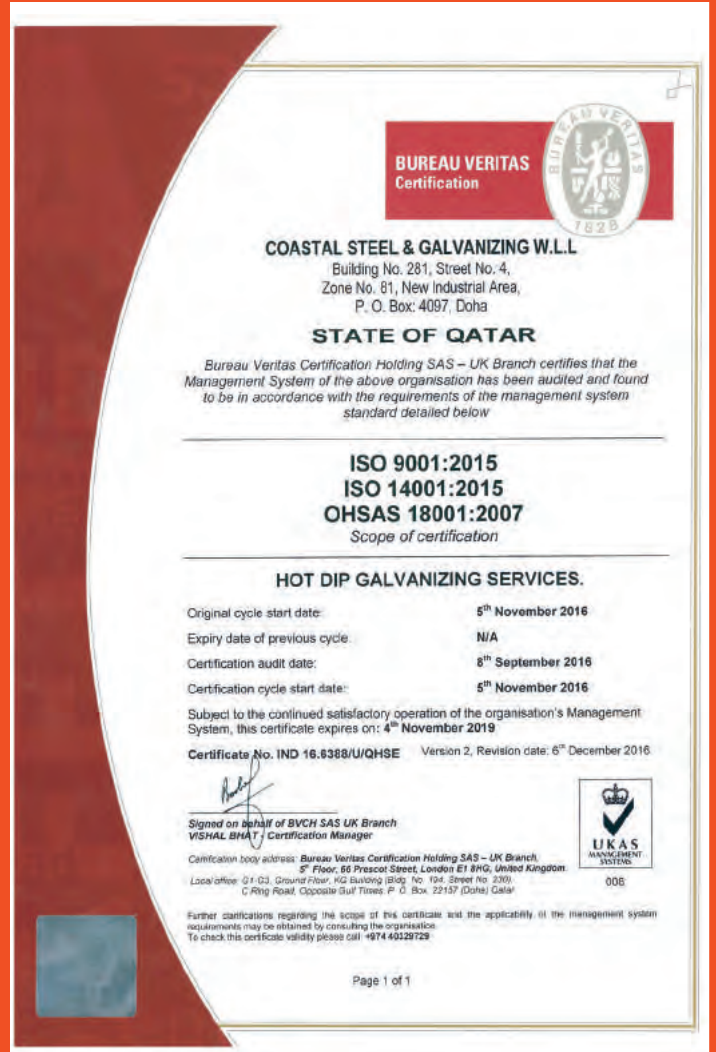 BUREAU VERITAS
Certification
BUREAU VERITAS
1828
COASTAL STEEL & GALVANIZING W.L.L
Building No. 281, Street No. 4,
Zone No. 81, New Industrial Area,
P. O. Box: 4097, Doha
STATE OF QATAR
Bureau Veritas Certification Holding SAS – UK Branch certifies that the
Management System of the above organisation has been audited and found
to be in accordance with the requirements of the management system
standard detailed below
ISO 9001:2015
ISO 14001:2015
OHSAS 18001:2007
Scope of certification
HOT DIP GALVANIZING SERVICES.
Original cycle start date: 5th November 2016
Expiry date of previous cycle: N/A
Certification audit date: 8th September 2016
Certification cycle start date: 5th November 2016
Subject to the continued satisfactory operation of the organisation's Management
System, this certificate expires on: 4th November 2019
Certificate No. IND 16.6388/U/QHSE Version 2, Revision date: 6th December 2016
Signed on behalf of BVCH SAS UK Branch
VISHAL BHAT - Certification Manager
Certification body address: Bureau Veritas Certification Holding SAS – UK Branch,
5th Floor, 66 Prescot Street, London E1 8HG, United Kingdom
Local office: G1-G3, Ground Floor, KG Building (Bldg. No. 194, Street No. 230)
C Ring Road, Opposite Gulf Times, P. O. Box. 22157 (Doha) Qatar
Further clarifications regarding the scope of this certificate and the applicability of the management system
requirements may be obtained by consulting the organisation.
To check this certificate validity please call: +974 40329729
UKAS
MANAGEMENT
SYSTEMS
008
Page 1 of 1